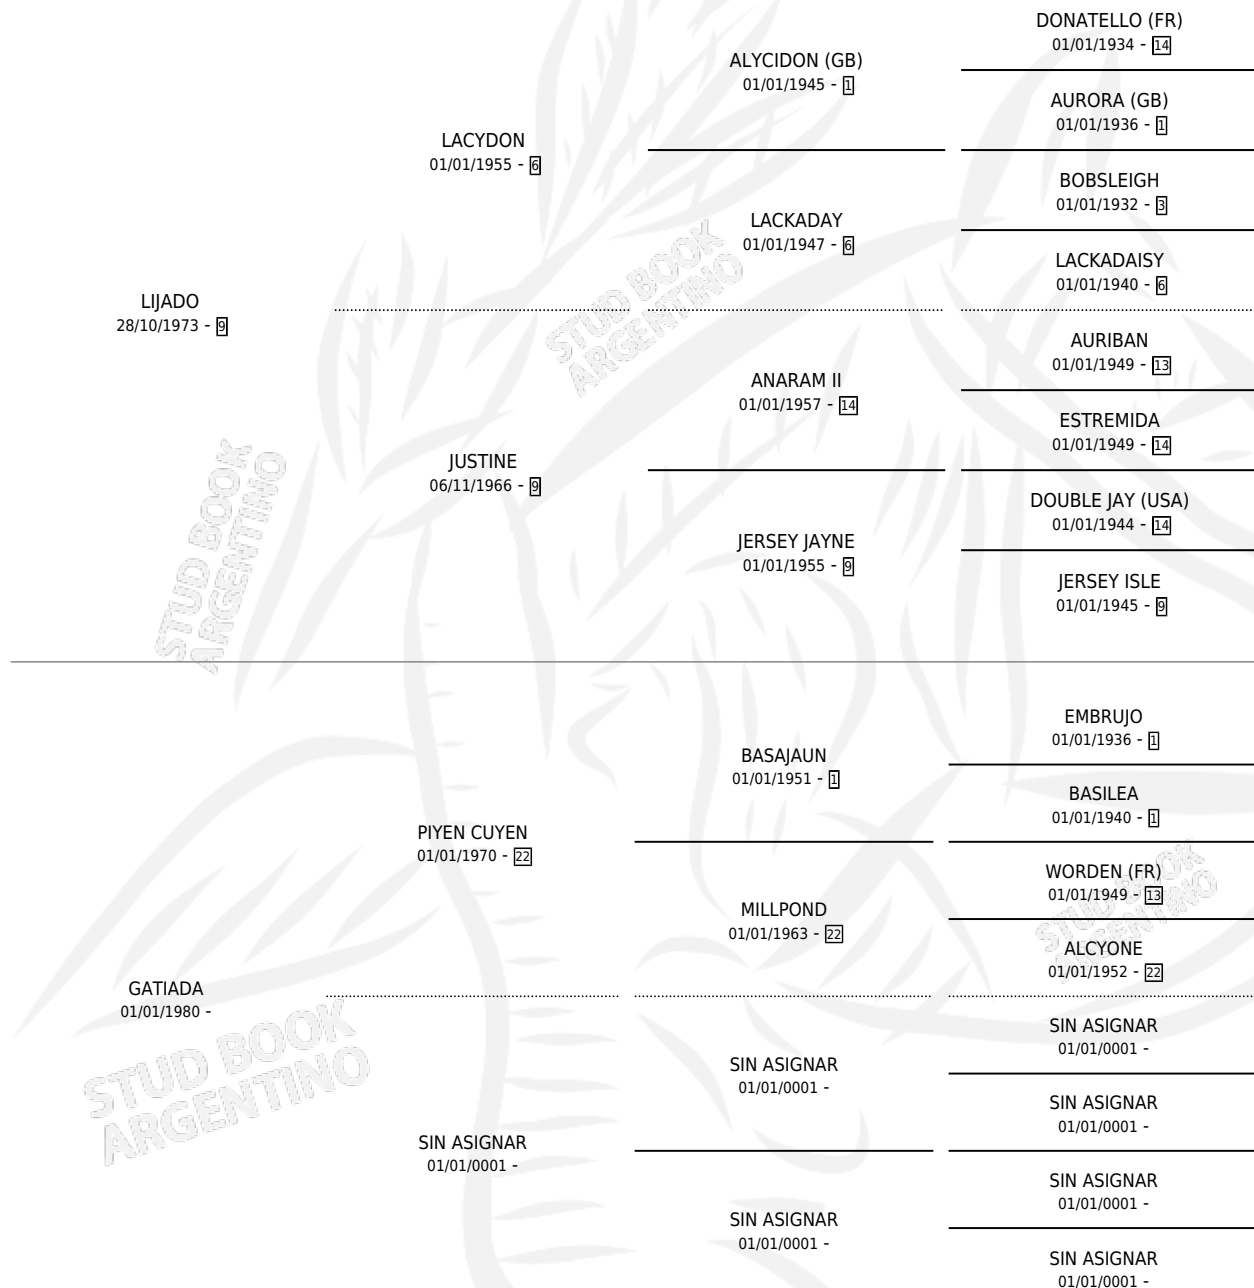 DONATELLO (FR)
01/01/1934 - 14
ALYCIDON (GB)
01/01/1945 - 1
AURORA (GB)
01/01/1936 - 1
LACYDON
01/01/1955 - 6
BOBSLEIGH
01/01/1932 - 3
LACKADAY
01/01/1947 - 6
LACKADAISY
01/01/1940 - 6
LIJADO
28/10/1973 - 9
STUD BOOK
ARGENTINO
AURIBAN
01/01/1949 - 13
ANARAM II
01/01/1957 - 14
ESTREMIDA
01/01/1949 - 14
JUSTINE
06/11/1966 - 9
DOUBLE JAY (USA)
01/01/1944 - 14
JERSEY JAYNE
01/01/1955 - 9
JERSEY ISLE
01/01/1945 - 9
STUD BOOK
ARGENTINO
EMBRUJO
01/01/1936 - 1
BASAJAUN
01/01/1951 - 1
BASILEA
01/01/1940 - 1
PIYEN CUYEN
01/01/1970 - 22
WORDEN (FR)
01/01/1949 - 13
MILLPOND
01/01/1963 - 22
ALCYONE
01/01/1952 - 22
STUD BOOK
ARGENTINO
GATIADA
01/01/1980 -
SIN ASIGNAR
01/01/0001 -
SIN ASIGNAR
01/01/0001 -
SIN ASIGNAR
01/01/0001 -
STUD BOOK
ARGENTINO
SIN ASIGNAR
01/01/0001 -
SIN ASIGNAR
01/01/0001 -
SIN ASIGNAR
01/01/0001 -
SIN ASIGNAR
01/01/0001 -